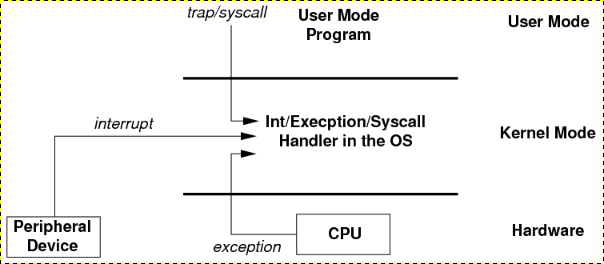 trap/syscall
User Mode
Program
User Mode
interrupt
Int/Execption/Syscall
Handler in the OS
Kernel Mode
Peripheral
Device
exception
CPU
Hardware